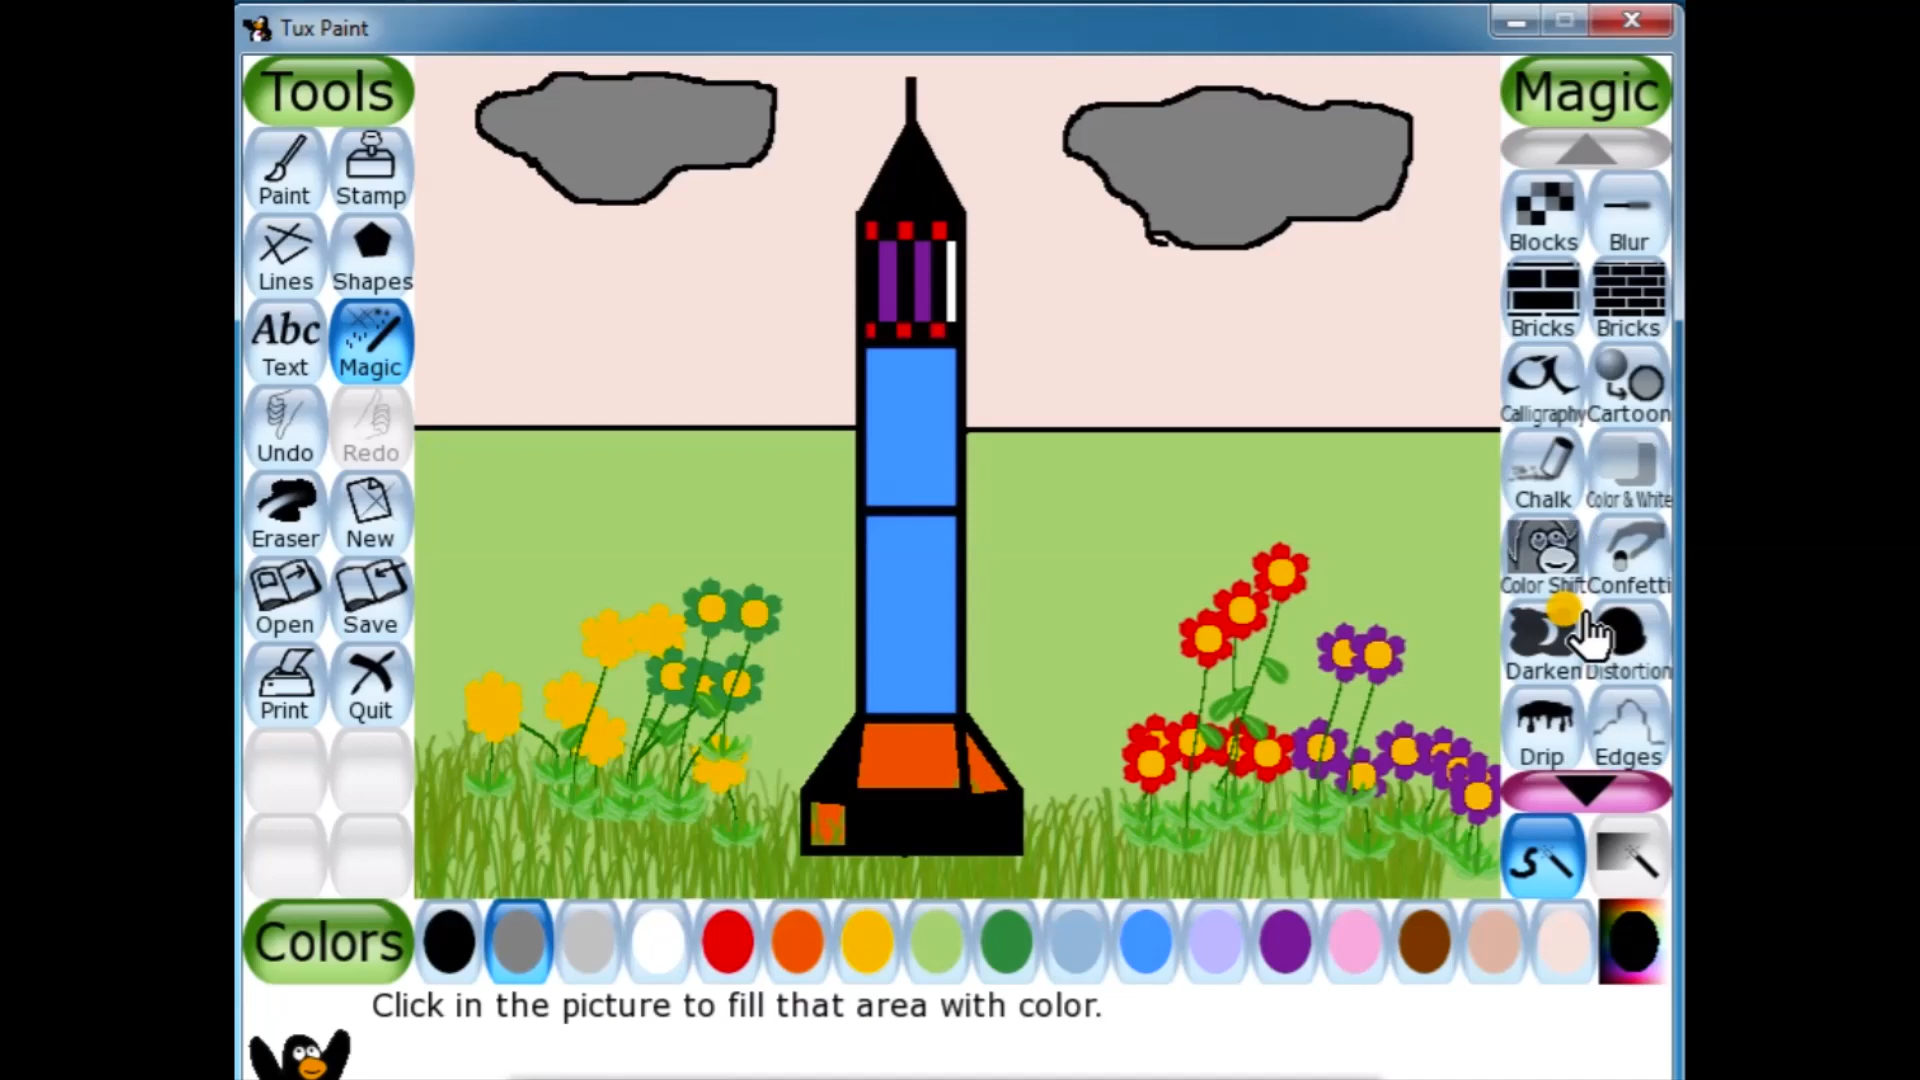 Tux Paint
Tools
Magic
Paint Stamp
Lines Shapes
Abc
Text Magic
Undo Redo
Eraser New
Open Save
Print Quit
Blocks Blur
Bricks Bricks
Calligraphy Cartoon
Chalk Color & White
Color Shift Confetti
Darken Distortion
Drip Edges
Colors
Click in the picture to fill that area with color.